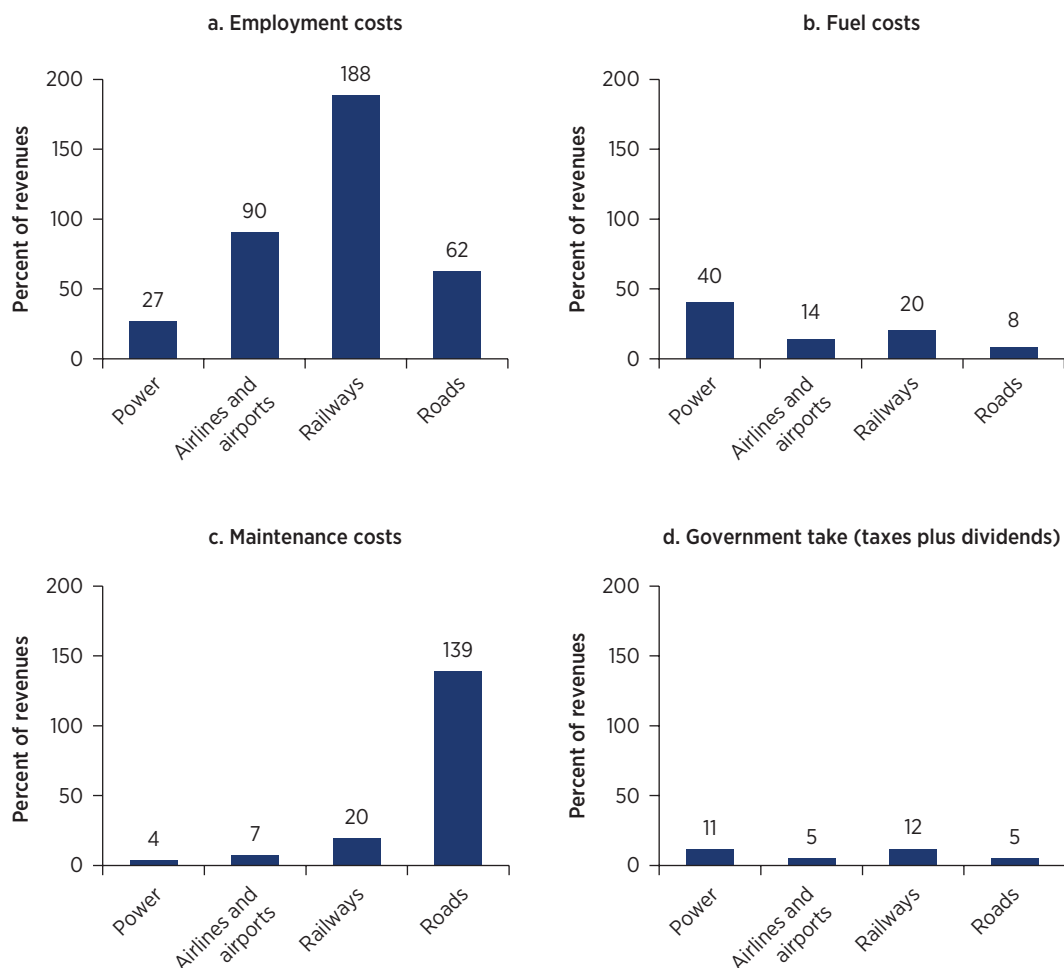 a. Employment costs
Percent of revenues
200
150
100
50
0
27
90
188
62
Power
Airlines and
airports
Railways
Roads
b. Fuel costs
Percent of revenues
200
150
100
50
0
40
14
20
8
Power
Airlines and
airports
Railways
Roads
c. Maintenance costs
Percent of revenues
200
150
100
50
0
4
7
20
139
Power
Airlines and
airports
Railways
Roads
d. Government take (taxes plus dividends)
Percent of revenues
200
150
100
50
0
11
5
12
5
Power
Airlines and
airports
Railways
Roads